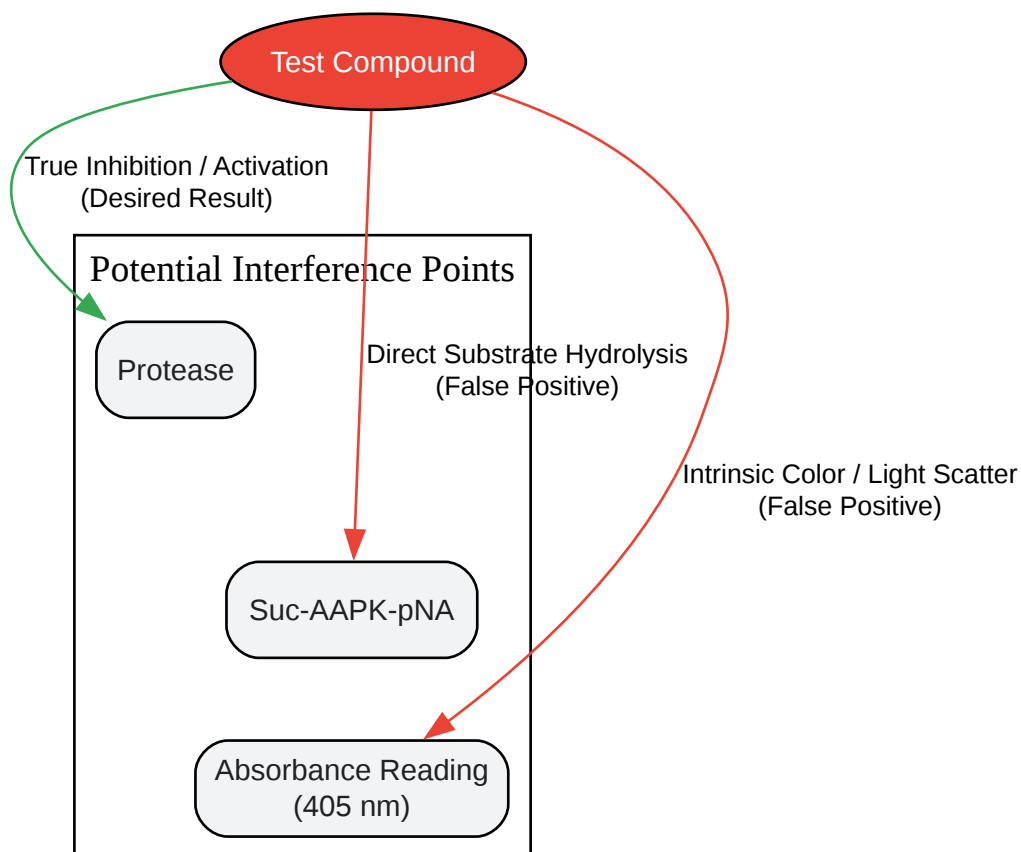 Test Compound
True Inhibition / Activation
(Desired Result)
Potential Interference Points
Direct Substrate Hydrolysis
(False Positive)
Protease
Intrinsic Color / Light Scatter
(False Positive)
Suc-AAPK-pNA
Absorbance Reading
(405 nm)